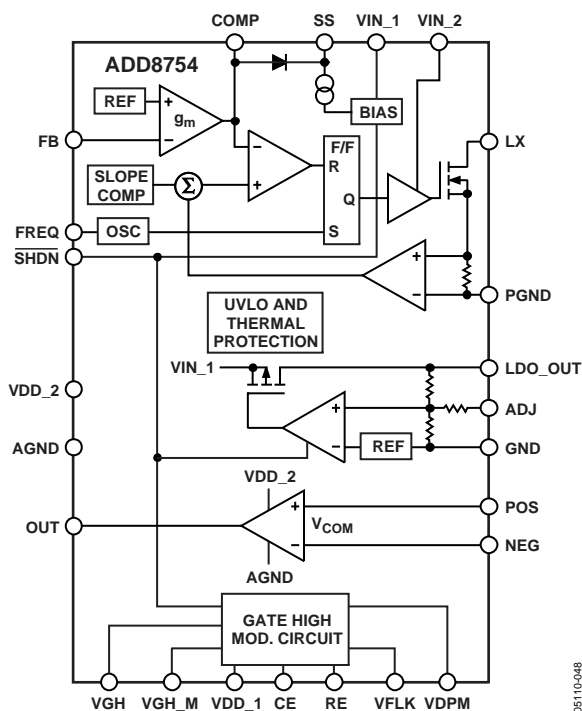 COMP SS VIN_1 VIN_2
ADD8754
REF + gm −
BIAS
FB
LX
F/F
− R
SLOPE
COMP
Σ +
Q
FREQ OSC S
SHDN
+
−
PGND
UVLO AND
THERMAL
PROTECTION
VIN_1
LDO_OUT
VDD_2
+
ADJ
AGND
− REF
GND
VDD_2
POS
+
OUT
VCOM
−
NEG
AGND
GATE HIGH
MOD. CIRCUIT
VGH VGH_M VDD_1 CE RE VFLK VDPM
05110-048